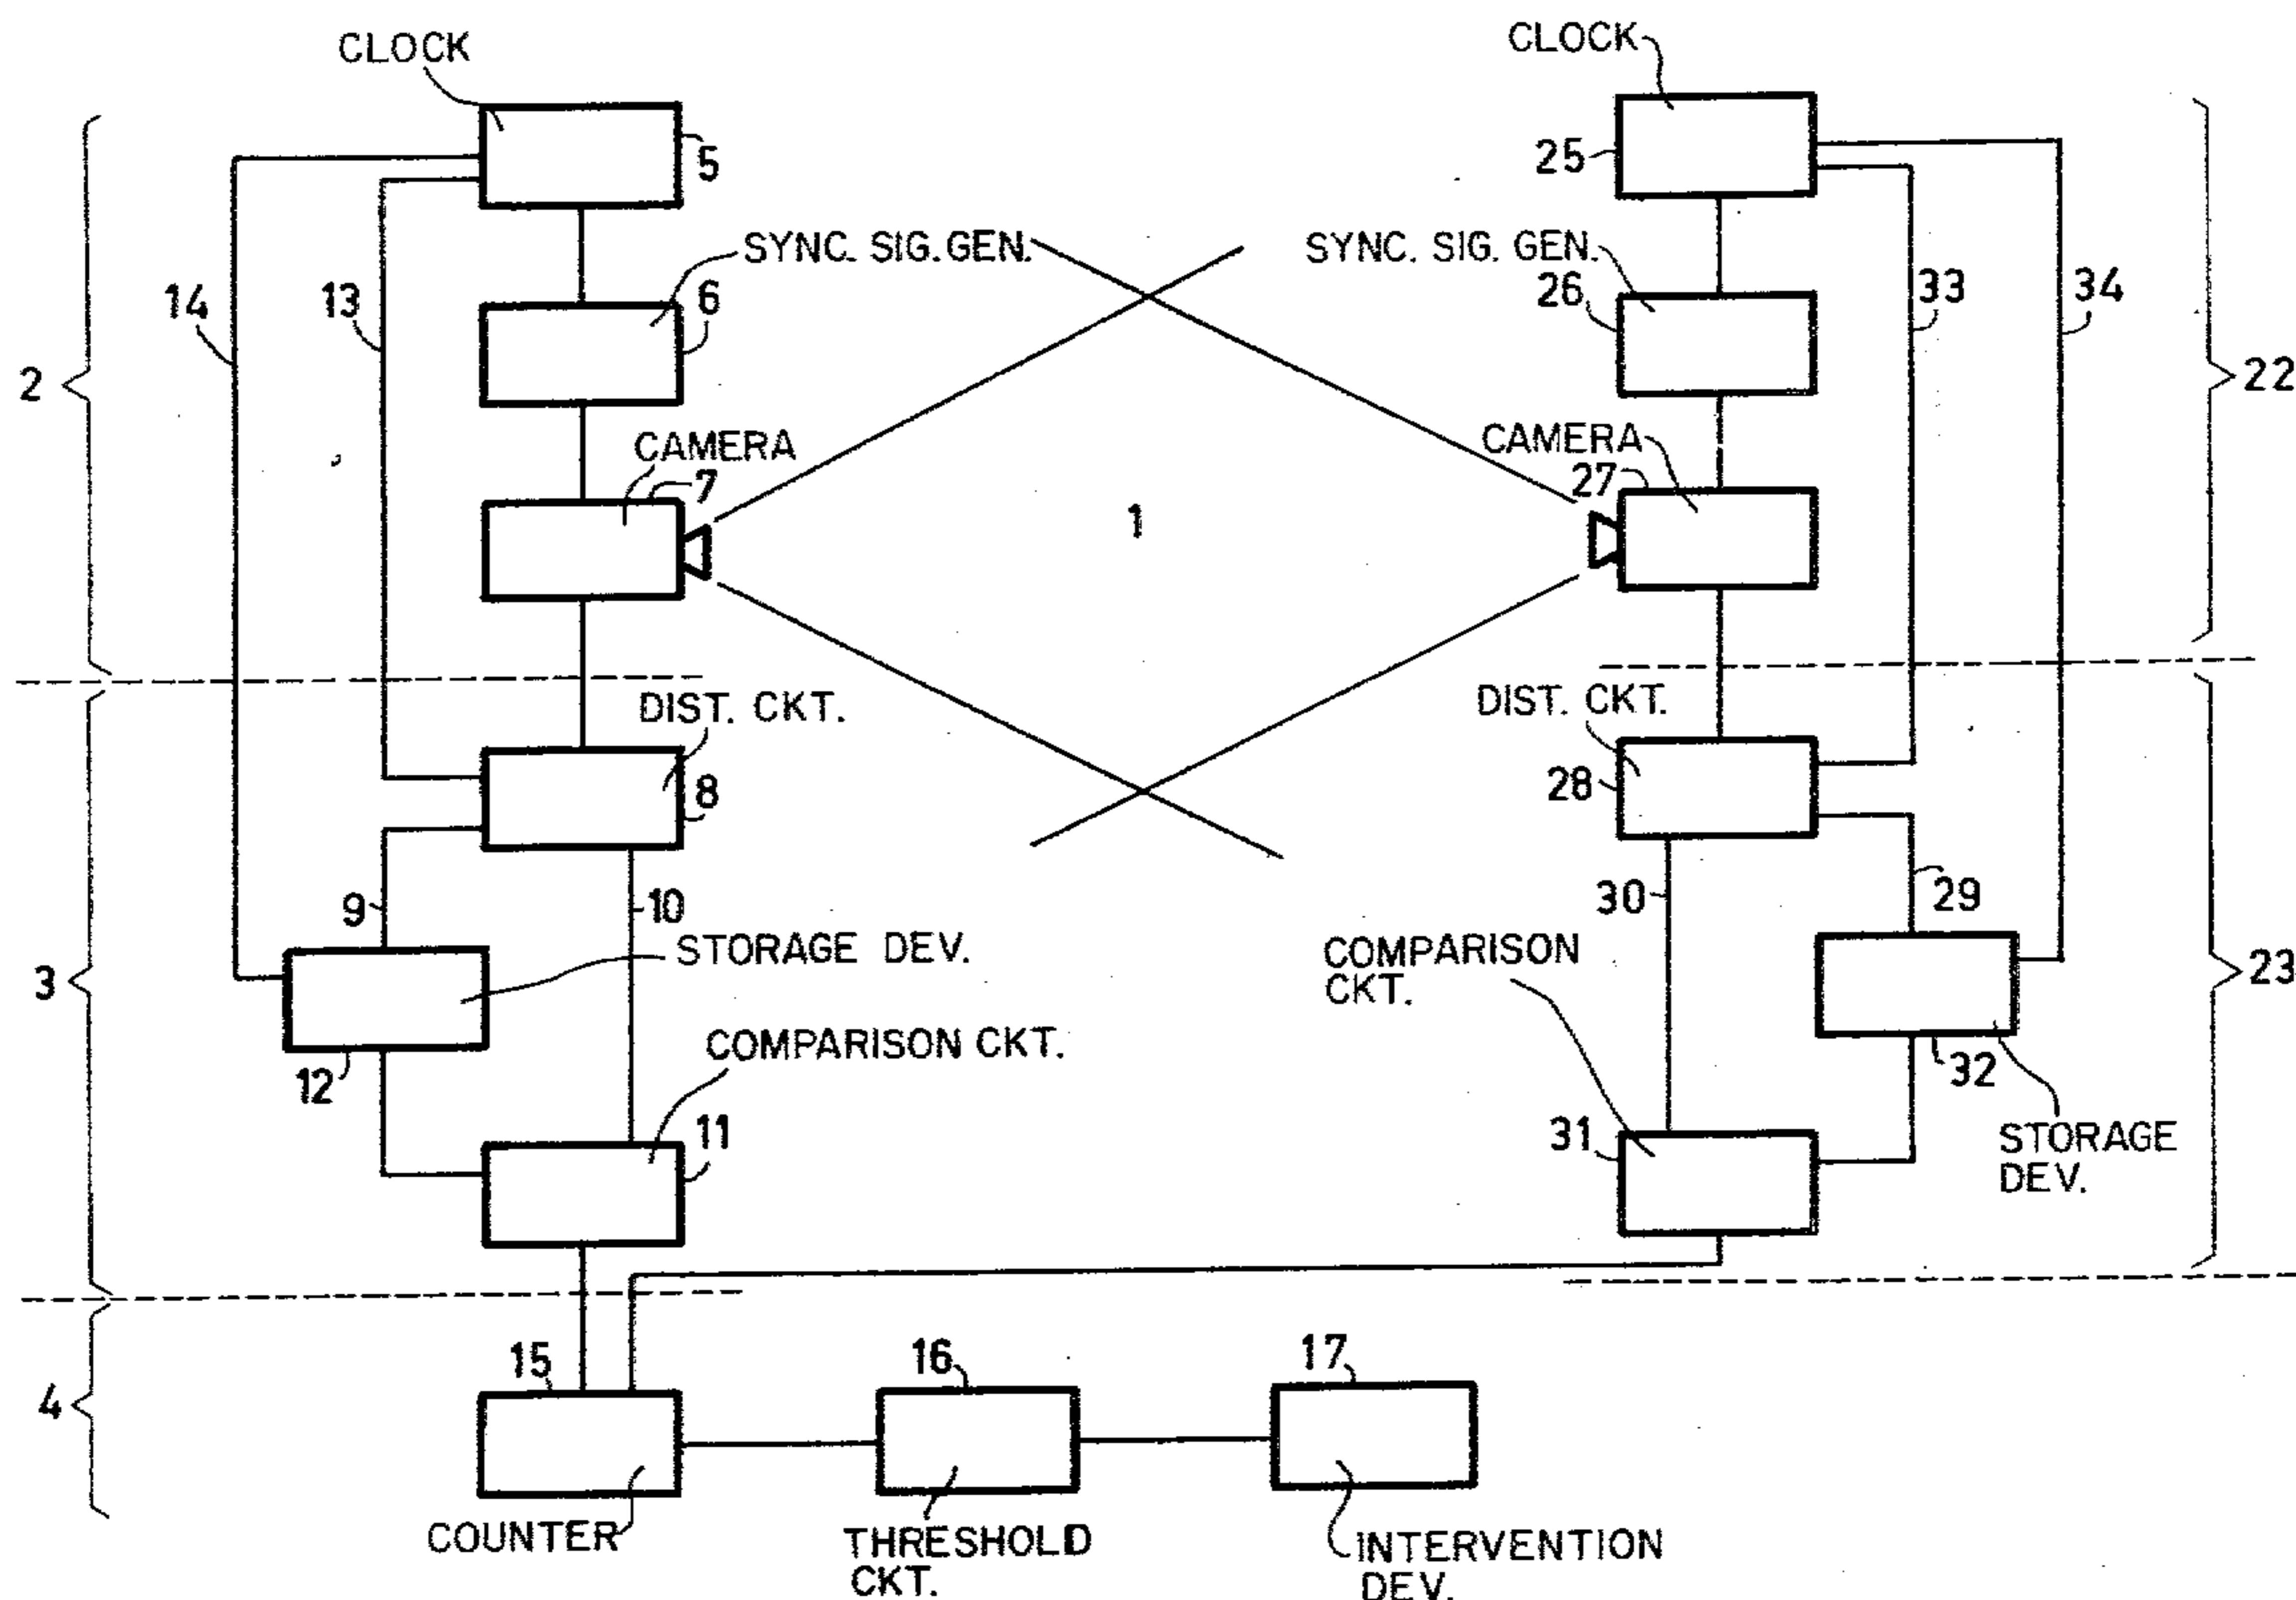 CLOCK
CLOCK
5
25
SYNC. SIG. GEN.
SYNC. SIG. GEN.
14
13
6
26
33
34
2
22
CAMERA
7
CAMERA
27
1
DIST. CKT.
DIST. CKT.
8
28
9
10
30
29
STORAGE DEV.
COMPARISON
CKT.
3
23
12
COMPARISON CKT.
32
11
31
STORAGE
DEV.
15
16
17
4
COUNTER
THRESHOLD
CKT.
INTERVENTION
DEV.